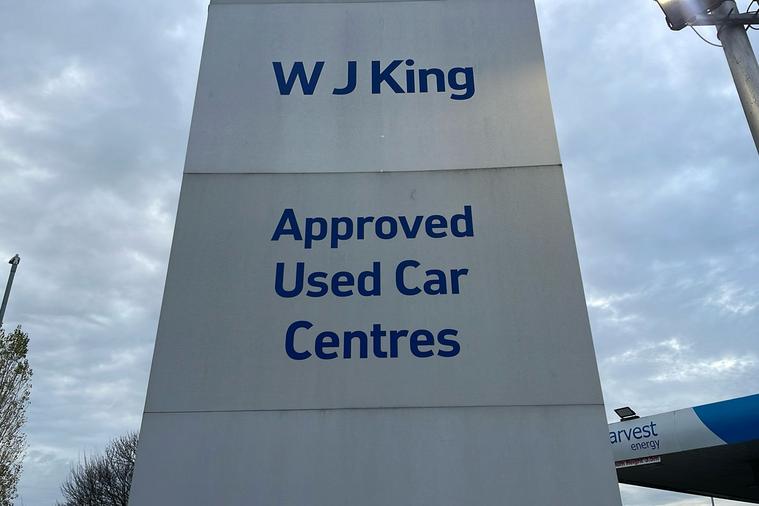 W J King
Approved
Used Car
Centres
arvest
energy